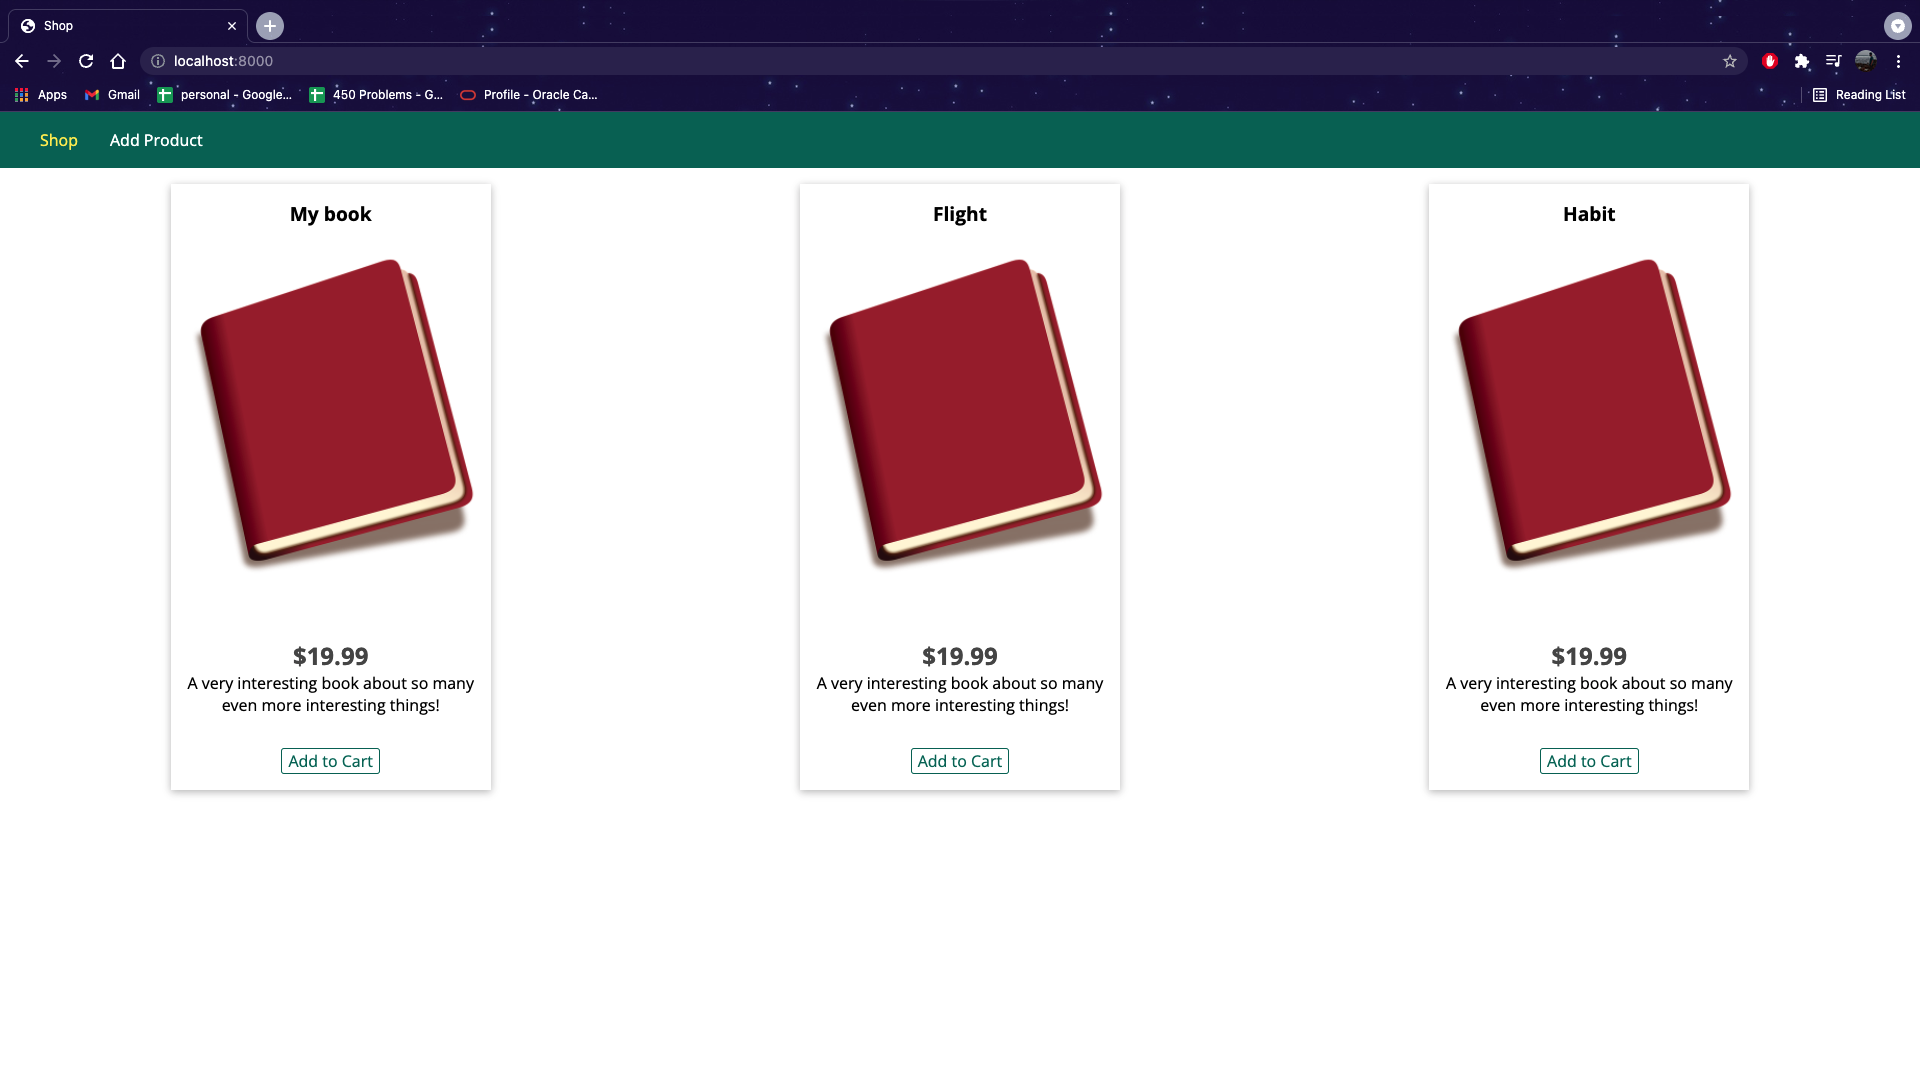 Shop
localhost:8000
Apps
Gmail
personal - Google...
450 Problems - G...
Profile - Oracle Ca...
Reading List
Shop
Add Product
My book
$19.99
A very interesting book about so many
even more interesting things!
Add to Cart
Flight
$19.99
A very interesting book about so many
even more interesting things!
Add to Cart
Habit
$19.99
A very interesting book about so many
even more interesting things!
Add to Cart